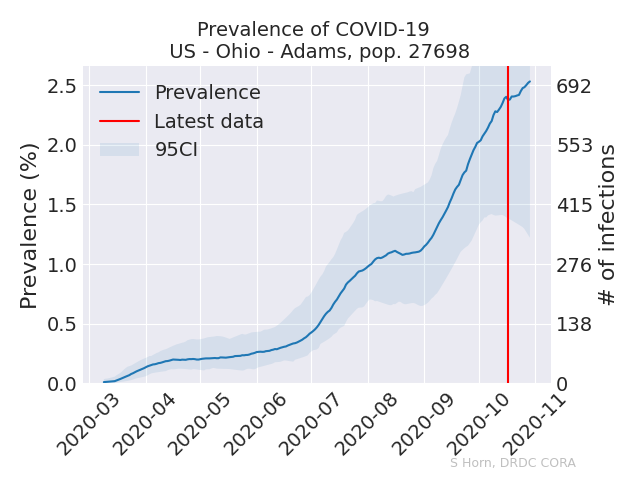 Prevalence of COVID-19
US - Ohio - Adams, pop. 27698
Prevalence (%)
2.5
2.0
1.5
1.0
0.5
0.0
Prevalence
Latest data
95CI
692
553
415
276
138
0
# of infections
2020-03
2020-04
2020-05
2020-06
2020-07
2020-08
2020-09
2020-10
2020-11
S Horn, DRDC CORA